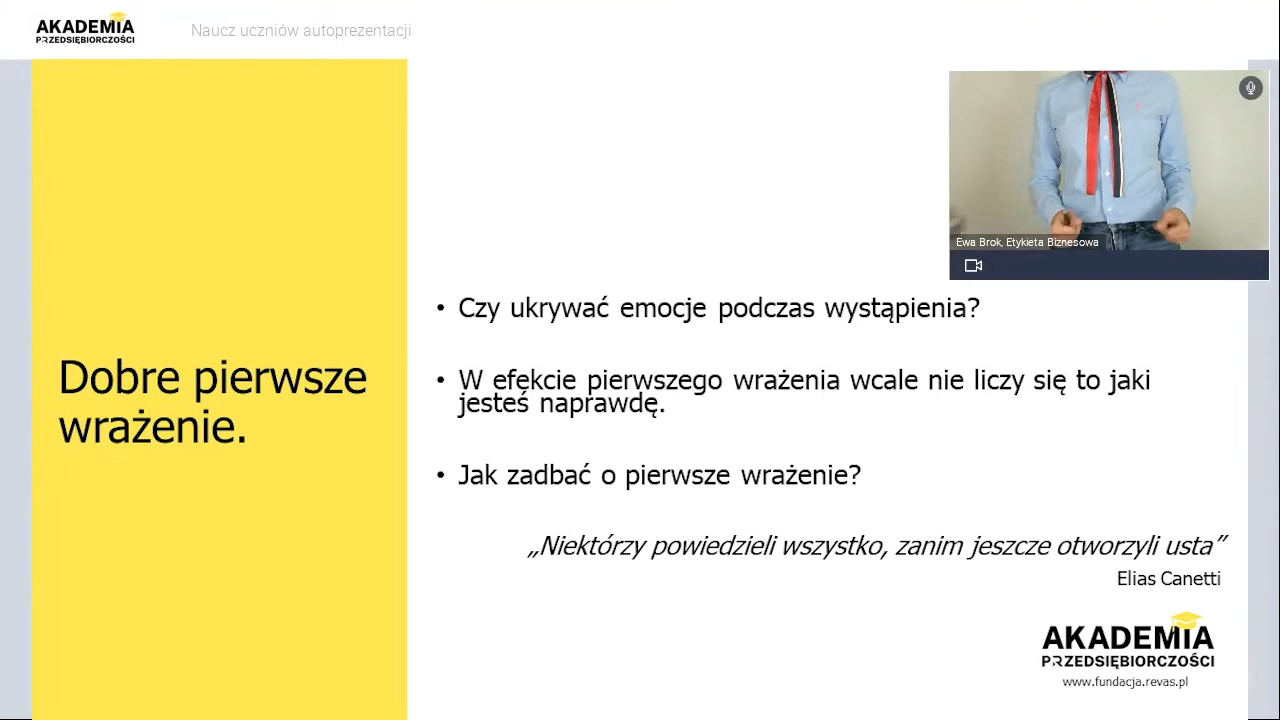 AKADEMIA
PRZEDSIĘBIORCZOŚCI
Naucz uczniów autoprezentacji
Ewa Brok, Etykieta Biznesowa
Dobre pierwsze
wrażenie.
• Czy ukrywać emocje podczas wystąpienia?
• W efekcie pierwszego wrażenia wcale nie liczy się to jaki
jesteś naprawdę.
• Jak zadbać o pierwsze wrażenie?
„Niektórzy powiedzieli wszystko, zanim jeszcze otworzyli usta”
Elias Canetti
AKADEMIA
PRZEDSIĘBIORCZOŚCI
www.fundacja.revas.pl